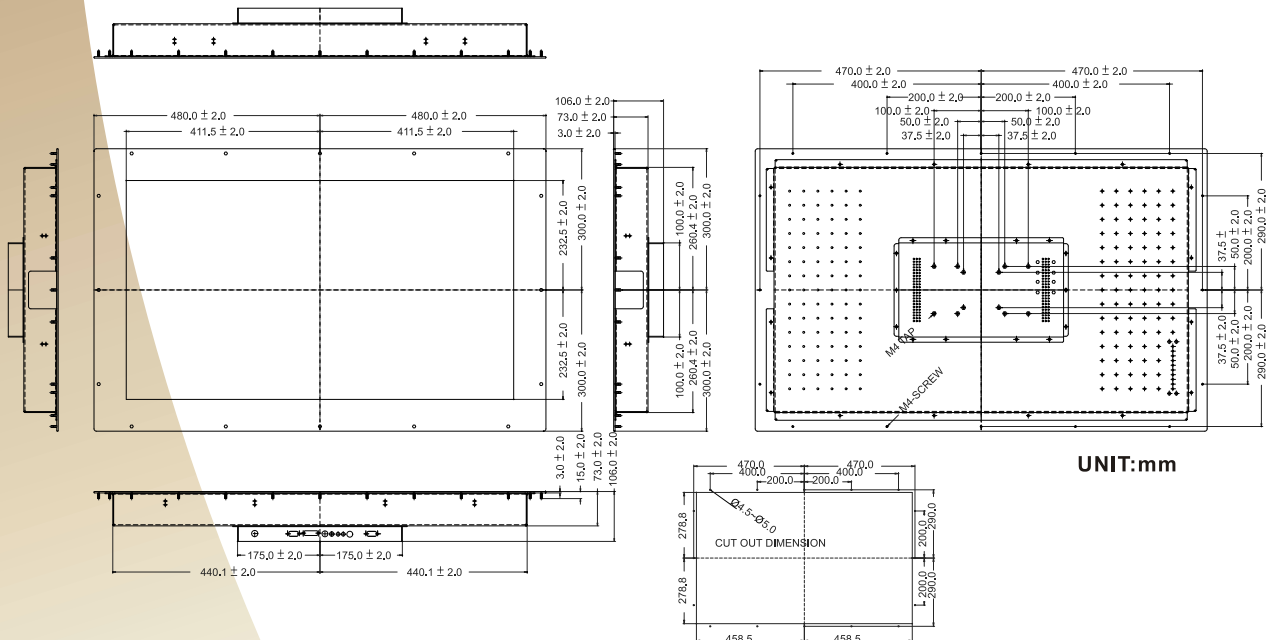 480.0 ± 2.0
480.0 ± 2.0
411.5 ± 2.0
411.5 ± 2.0
232.5 ± 2.0
300.0 ± 2.0
232.5 ± 2.0
300.0 ± 2.0
106.0 ± 2.0
73.0 ± 2.0
3.0 ± 2.0
100.0 ± 2.0
260.4 ± 2.0
300.0 ± 2.0
100.0 ± 2.0
260.4 ± 2.0
300.0 ± 2.0
470.0 ± 2.0
470.0 ± 2.0
400.0 ± 2.0
400.0 ± 2.0
200.0 ± 2.0
200.0 ± 2.0
100.0 ± 2.0
100.0 ± 2.0
50.0 ± 2.0
50.0 ± 2.0
37.5 ± 2.0
37.5 ± 2.0
37.5 ±
50.0 ± 2.0
200.0 ± 2.0
290.0 ± 2.0
37.5 ± 2.0
50.0 ± 2.0
200.0 ± 2.0
290.0 ± 2.0
M4 TAP
M4-SCREW
UNIT:mm
3.0 ± 2.0
15.0 ± 2.0
73.0 ± 2.0
106.0 ± 2.0
175.0 ± 2.0
175.0 ± 2.0
440.1 ± 2.0
440.1 ± 2.0
470.0
470.0
400.0
400.0
200.0
200.0
Ø4.5~Ø5.0
CUT OUT DIMENSION
278.8
278.8
200.0
290.0
200.0
290.0
458.5
458.5